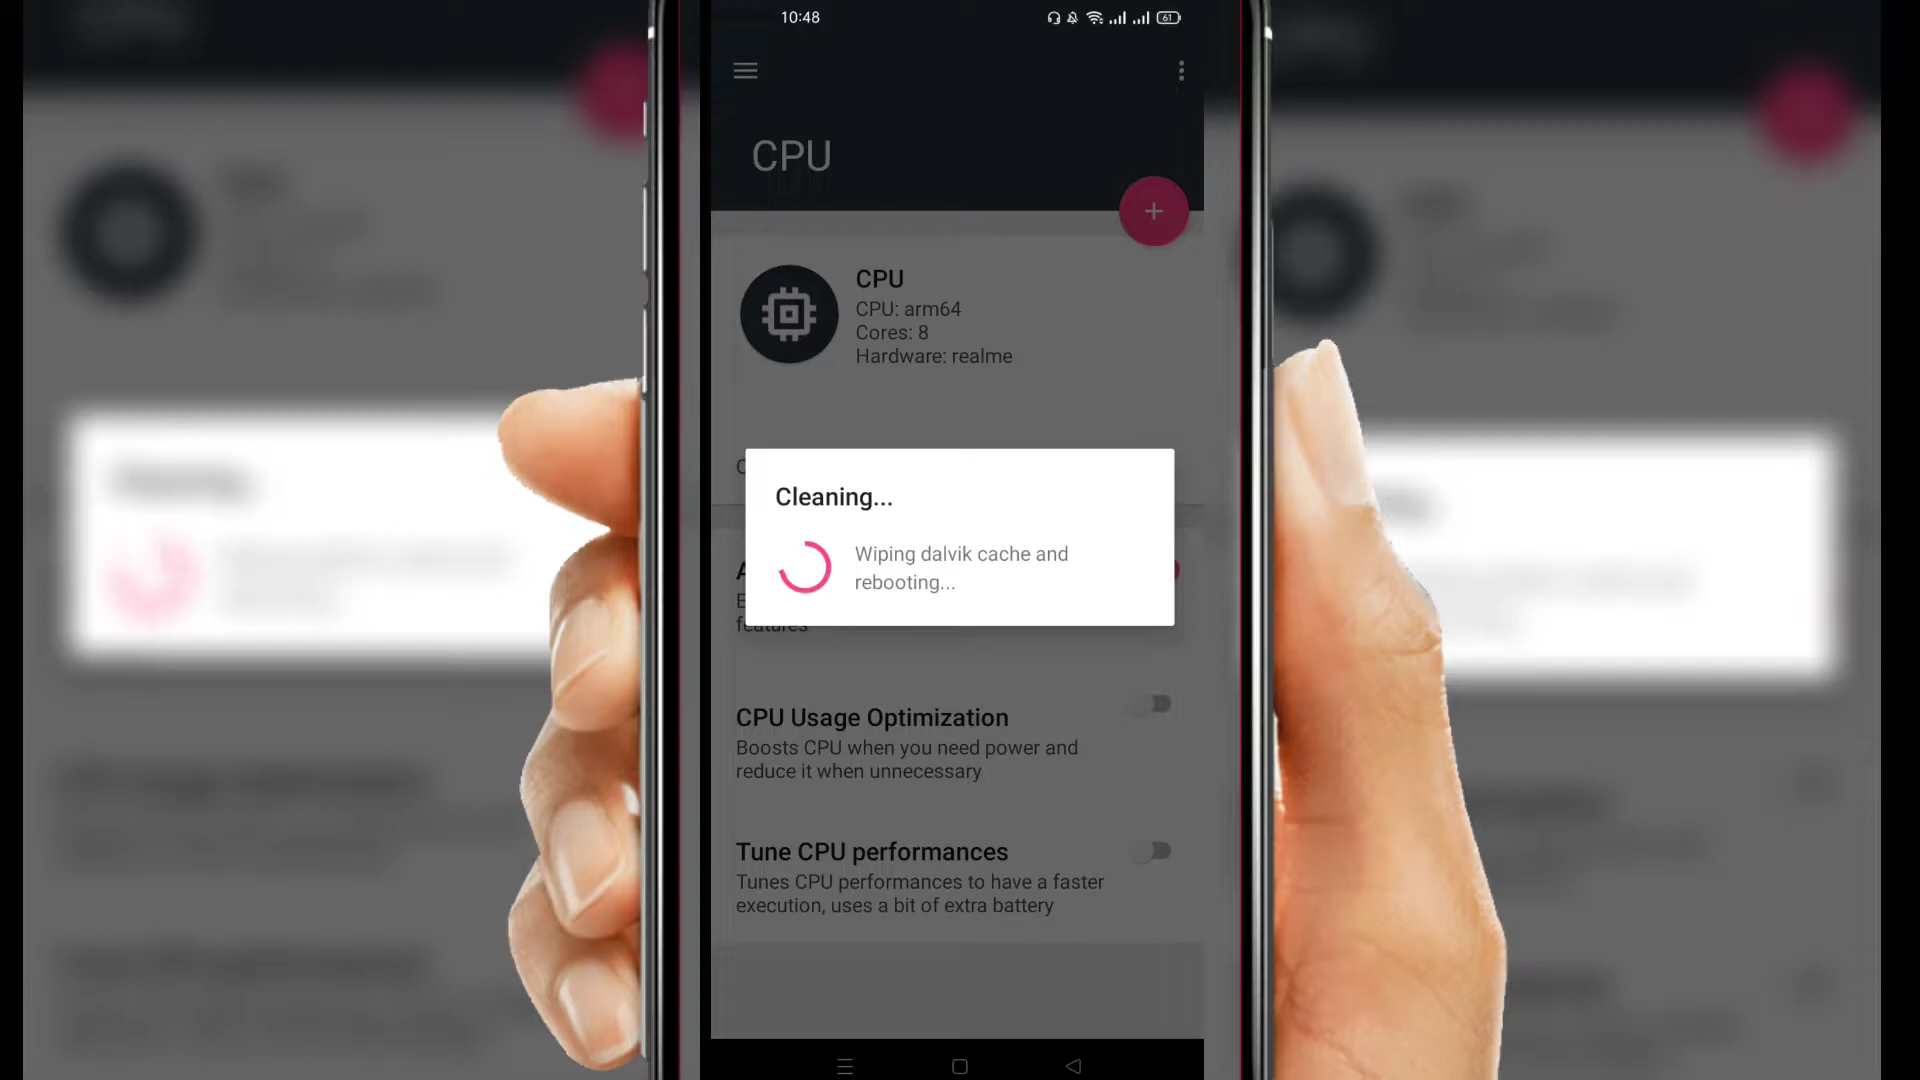 10:48
61
CPU
CPU
CPU: arm64
Cores: 8
Hardware: realme
C
Cleaning...
Wiping dalvik cache and
rebooting...
A
E
features
CPU Usage Optimization
Boosts CPU when you need power and
reduce it when unnecessary
Tune CPU performances
Tunes CPU performances to have a faster
execution, uses a bit of extra battery